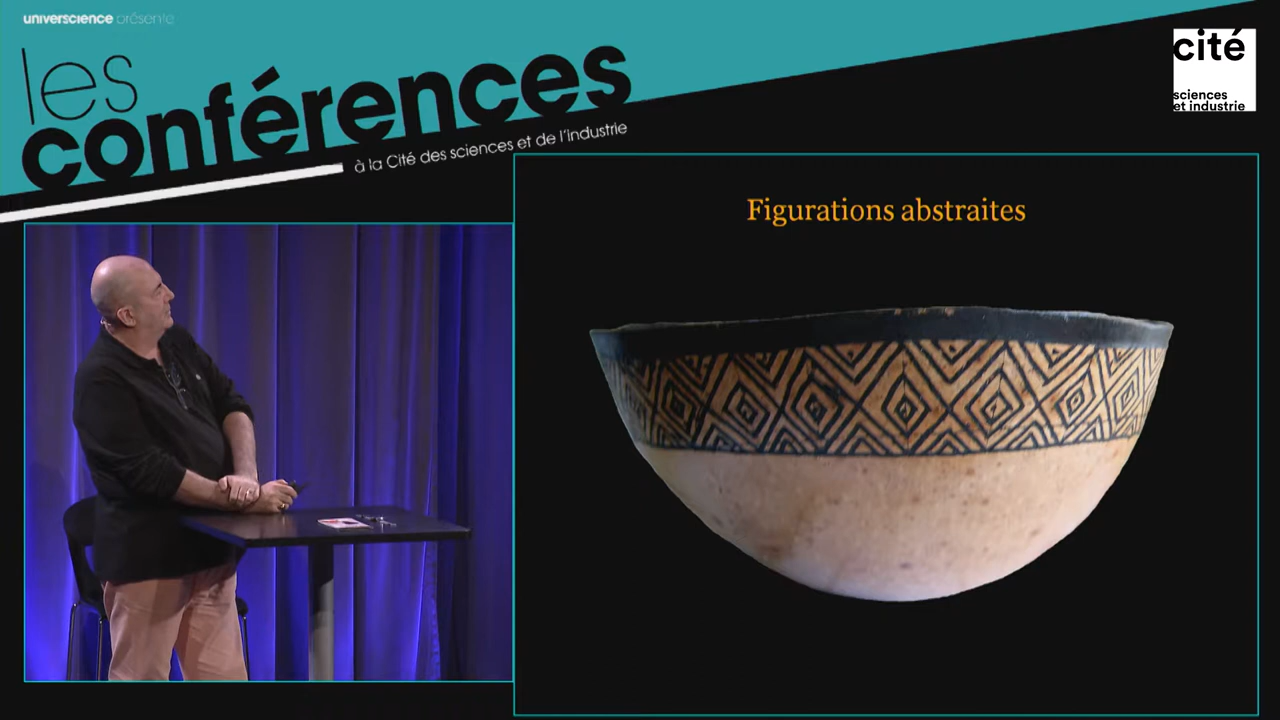 universcience présente
les
conférences
à la Cité des sciences et de l'industrie
cité
sciences
et industrie
Figurations abstraites